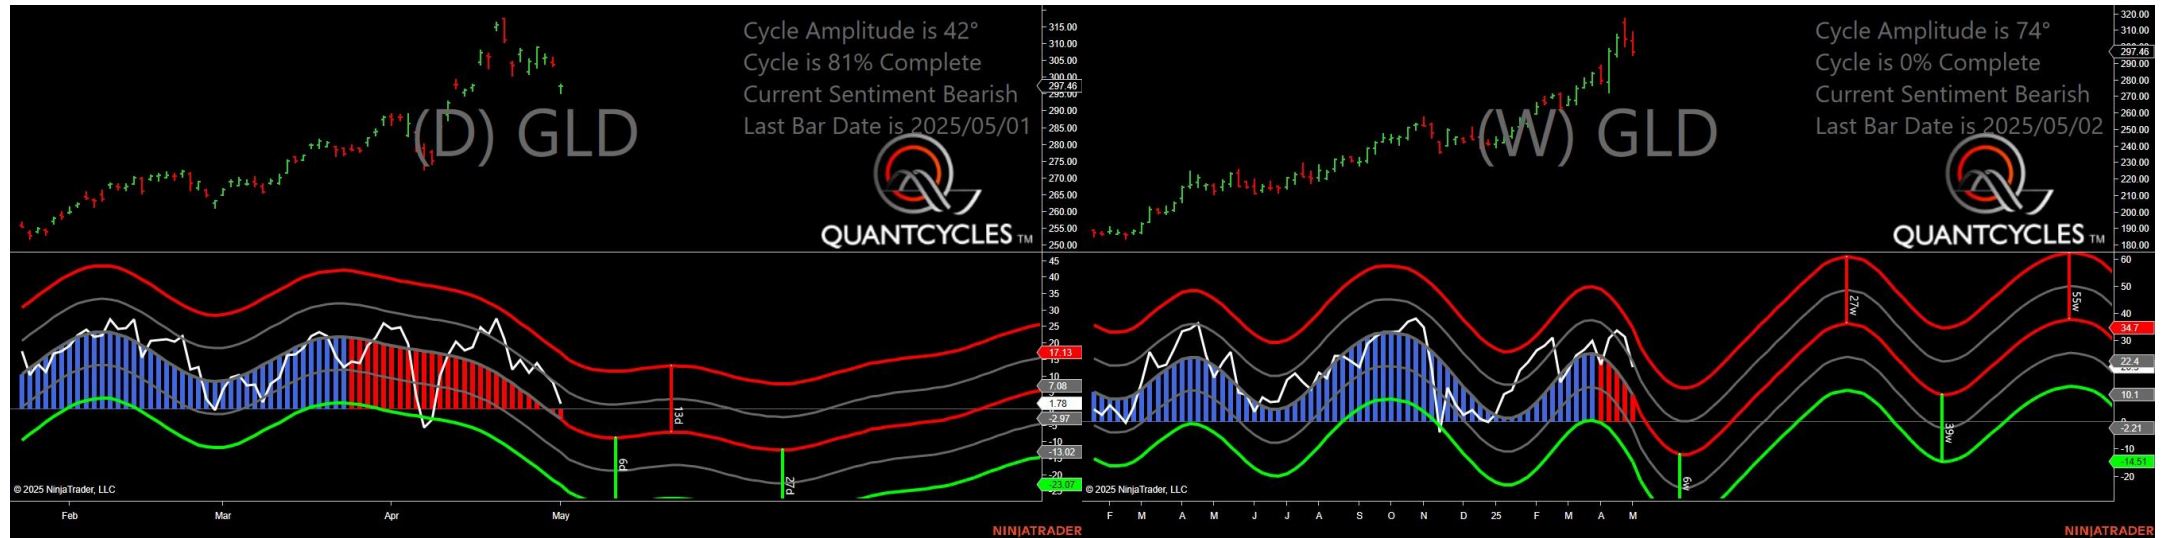 Cycle Amplitude is 42°
Cycle is 81% Complete
Current Sentiment Bearish
Last Bar Date is 2025/05/01
(D) GLD
QUANTCYCLES TM
315.00
310.00
305.00
300.00
297.46
295.00
290.00
285.00
280.00
275.00
270.00
265.00
260.00
255.00
250.00
45
40
35
30
25
20
17.13
15
10
7.08
1.78
-2.97
-5
-10
-13.02
-20
-23.07
-25
13d
6d
27d
© 2025 NinjaTrader, LLC
Feb
Mar
Apr
May
NINJATRADER
Cycle Amplitude is 74°
Cycle is 0% Complete
Current Sentiment Bearish
Last Bar Date is 2025/05/02
(W) GLD
QUANTCYCLES TM
320.00
310.00
297.46
290.00
280.00
270.00
260.00
250.00
240.00
230.00
220.00
210.00
200.00
190.00
180.00
60
50
40
34.7
30
22.4
10.1
0
-2.21
-10
-14.51
-20
27w
55w
39w
6w
© 2025 NinjaTrader, LLC
F
M
A
M
J
J
A
S
O
N
D
25
F
M
A
M
NINJATRADER